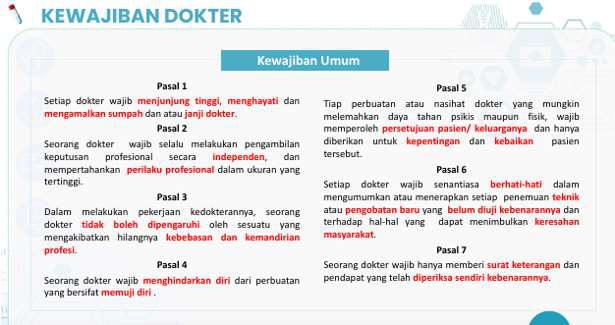 KEWAJIBAN DOKTER
Kewajiban Umum
Pasal 1
Setiap dokter wajib menjunjung tinggi, menghayati dan
mengamalkan sumpah dan atau janji dokter.
Pasal 2
Seorang dokter wajib selalu melakukan pengambilan
keputusan profesional secara independen, dan
mempertahankan perilaku profesional dalam ukuran yang
tertinggi.
Pasal 3
Dalam melakukan pekerjaan kedokterannya, seorang
dokter tidak boleh dipengaruhi oleh sesuatu yang
mengakibatkan hilangnya kebebasan dan kemandirian
profesi.
Pasal 4
Seorang dokter wajib menghindarkan diri dari perbuatan
yang bersifat memuji diri .
Pasal 5
Tiap perbuatan atau nasihat dokter yang mungkin
melemahkan daya tahan psikis maupun fisik, wajib
memperoleh persetujuan pasien/ keluarganya dan hanya
diberikan untuk kepentingan dan kebaikan pasien
tersebut.
Pasal 6
Setiap dokter wajib senantiasa berhati-hati dalam
mengumumkan atau menerapkan setiap penemuan teknik
atau pengobatan baru yang belum diuji kebenarannya dan
terhadap hal-hal yang dapat menimbulkan keresahan
masyarakat.
Pasal 7
Seorang dokter wajib hanya memberi surat keterangan dan
pendapat yang telah diperiksa sendiri kebenarannya.